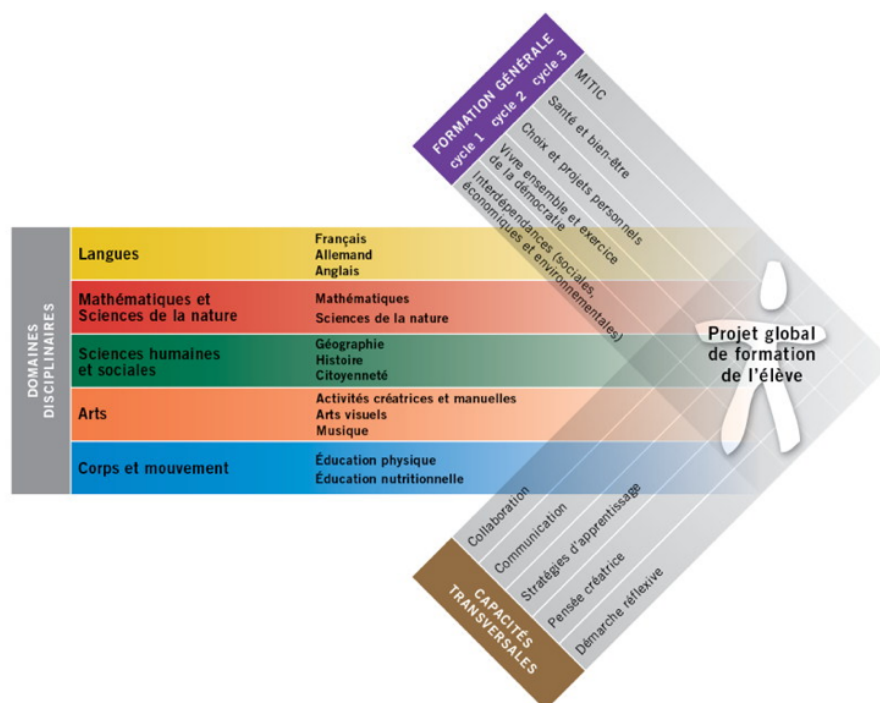 FORMATION GÉNÉRALE
cycle 1 cycle 2 cycle 3
MITIC
Santé et bien-être
Choix et projets personnels
Vivre ensemble et exercice
de la démocratie
Interdépendances (sociales,
économiques et environnementales)
DOMAINES
DISCIPLINAIRES
Langues
Français
Allemand
Anglais
Mathématiques et
Sciences de la nature
Mathématiques
Sciences de la nature
Sciences humaines
et sociales
Géographie
Histoire
Citoyenneté
Arts
Activités créatrices et manuelles
Arts visuels
Musique
Corps et mouvement
Éducation physique
Éducation nutritionnelle
Projet global
de formation
de l'élève
CAPACITÉS
TRANSVERSALES
Collaboration
Communication
Stratégies d'apprentissage
Pensée créatrice
Démarche réflexive